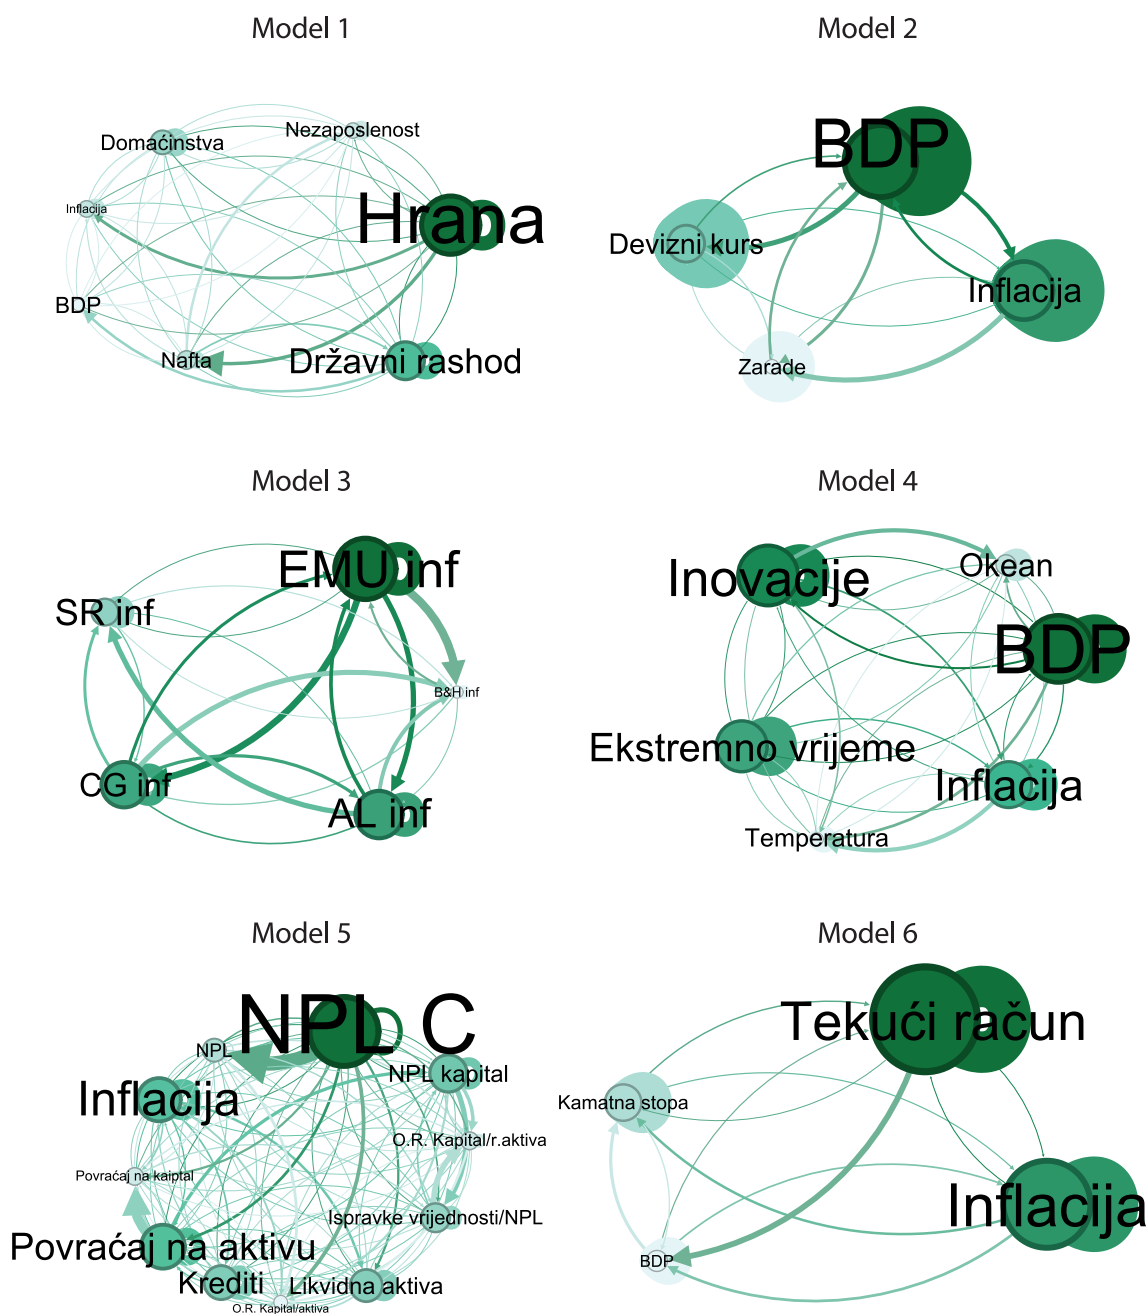 Model 1
Model 2
Domaćinstva
Nezaposlenost
Inflacija
Hrana
BDP
Nafta
Državni rashod
BDP
Devizni kurs
Inflacija
Zarade
Model 3
Model 4
EMU inf
SR inf
B&H inf
CG inf
AL inf
Inovacije
Okean
BDP
Ekstremno vrijeme
Inflacija
Temperatura
Model 5
Model 6
NPL C
NPL
NPL kapital
Inflacija
O.R. Kapital/r.aktiva
Povraćaj na kaiptal
Ispravke vrijednosti/NPL
Povraćaj na aktivu
Krediti
Likvidna aktiva
O.R. Kapital/aktiva
Tekući račun
Kamatna stopa
Inflacija
BDP